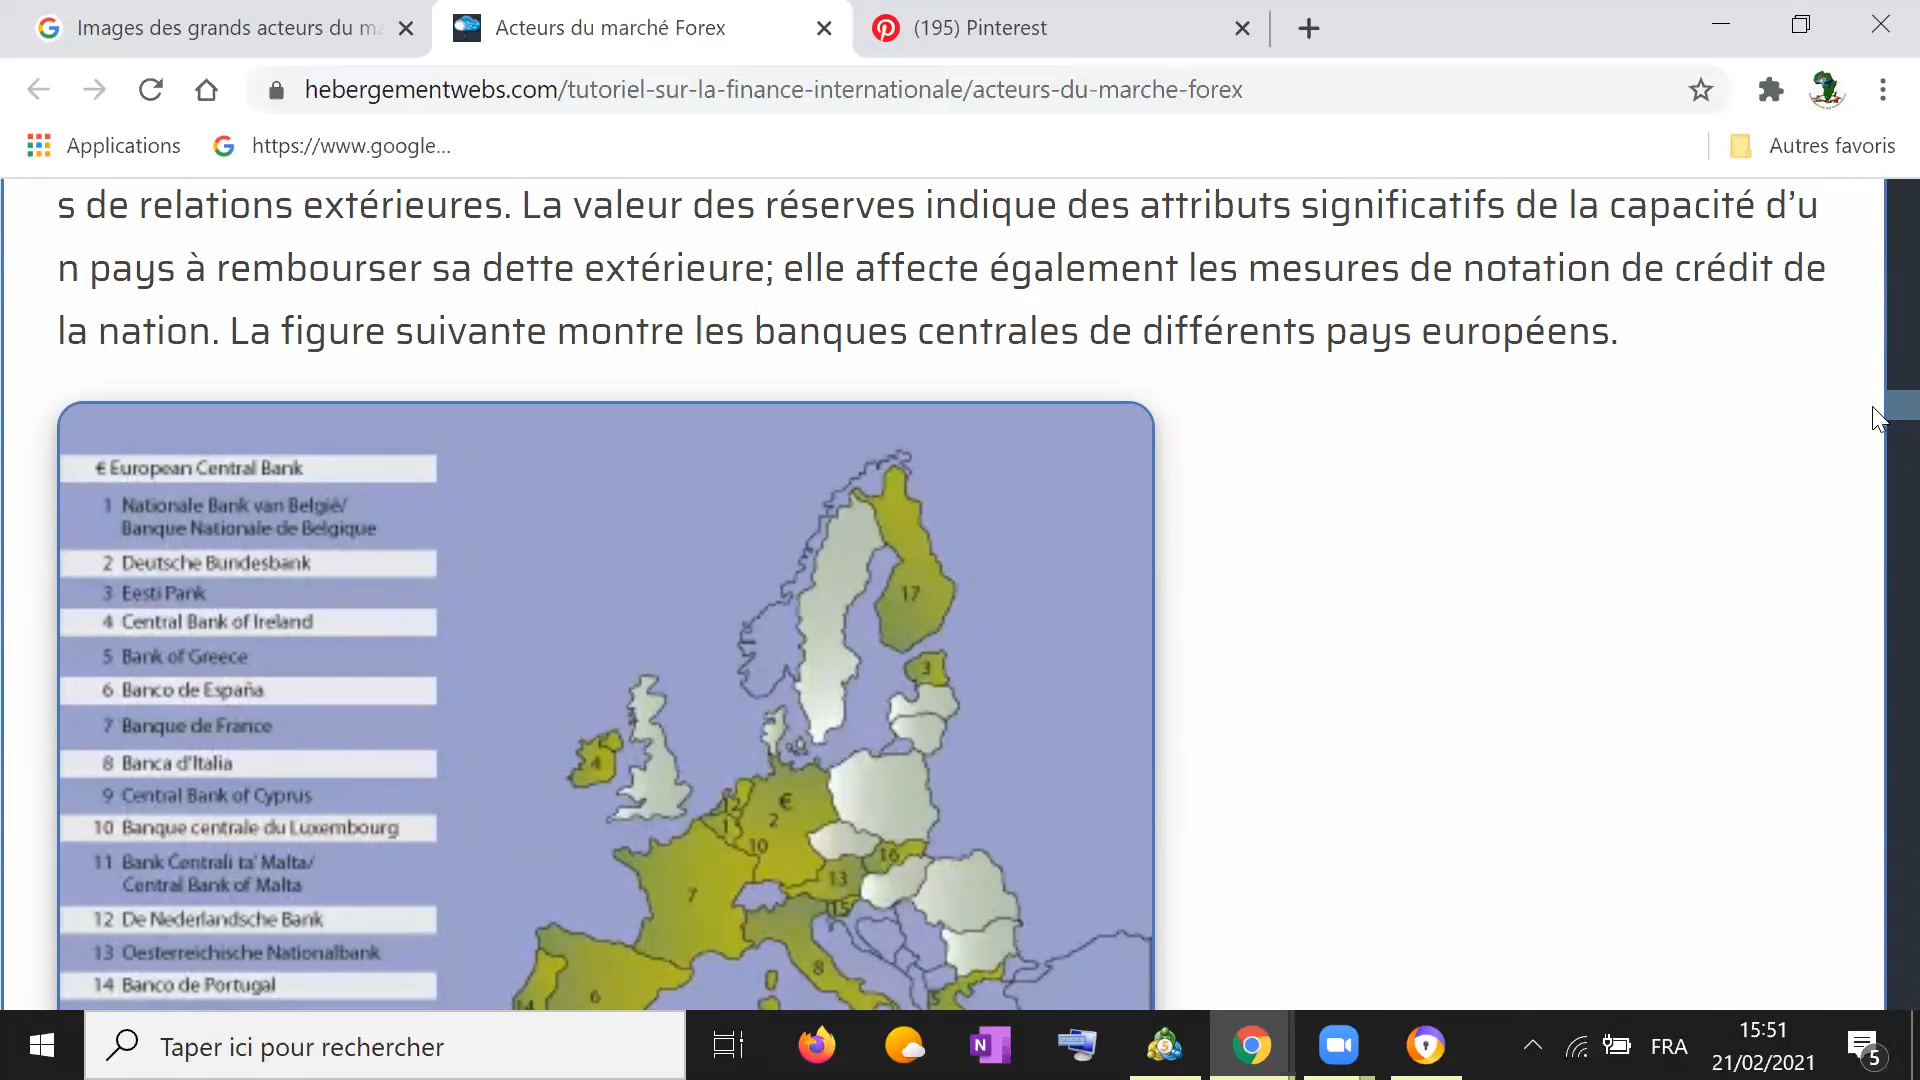 Images des grands acteurs du ma
Acteurs du marché Forex
(195) Pinterest
hebergementwebs.com/tutoriel-sur-la-finance-internationale/acteurs-du-marche-forex
Applications
https://www.google...
Autres favoris
s de relations extérieures. La valeur des réserves indique des attributs significatifs de la capacité d’u
n pays à rembourser sa dette extérieure; elle affecte également les mesures de notation de crédit de
la nation. La figure suivante montre les banques centrales de différents pays européens.
€ European Central Bank
1 Nationale Bank van België/
Banque Nationale de Belgique
2 Deutsche Bundesbank
3 Eesti Pank
4 Central Bank of Ireland
5 Bank of Greece
6 Banco de España
7 Banque de France
8 Banca d'Italia
9 Central Bank of Cyprus
10 Banque centrale du Luxembourg
11 Bank Ċentrali ta' Malta/
Central Bank of Malta
12 De Nederlandsche Bank
13 Oesterreichische Nationalbank
14 Banco de Portugal
17
3
4
€
12
2
1
10
16
13
7
15
8
6
5
14
Taper ici pour rechercher
N
S
FRA
15:51
21/02/2021
5